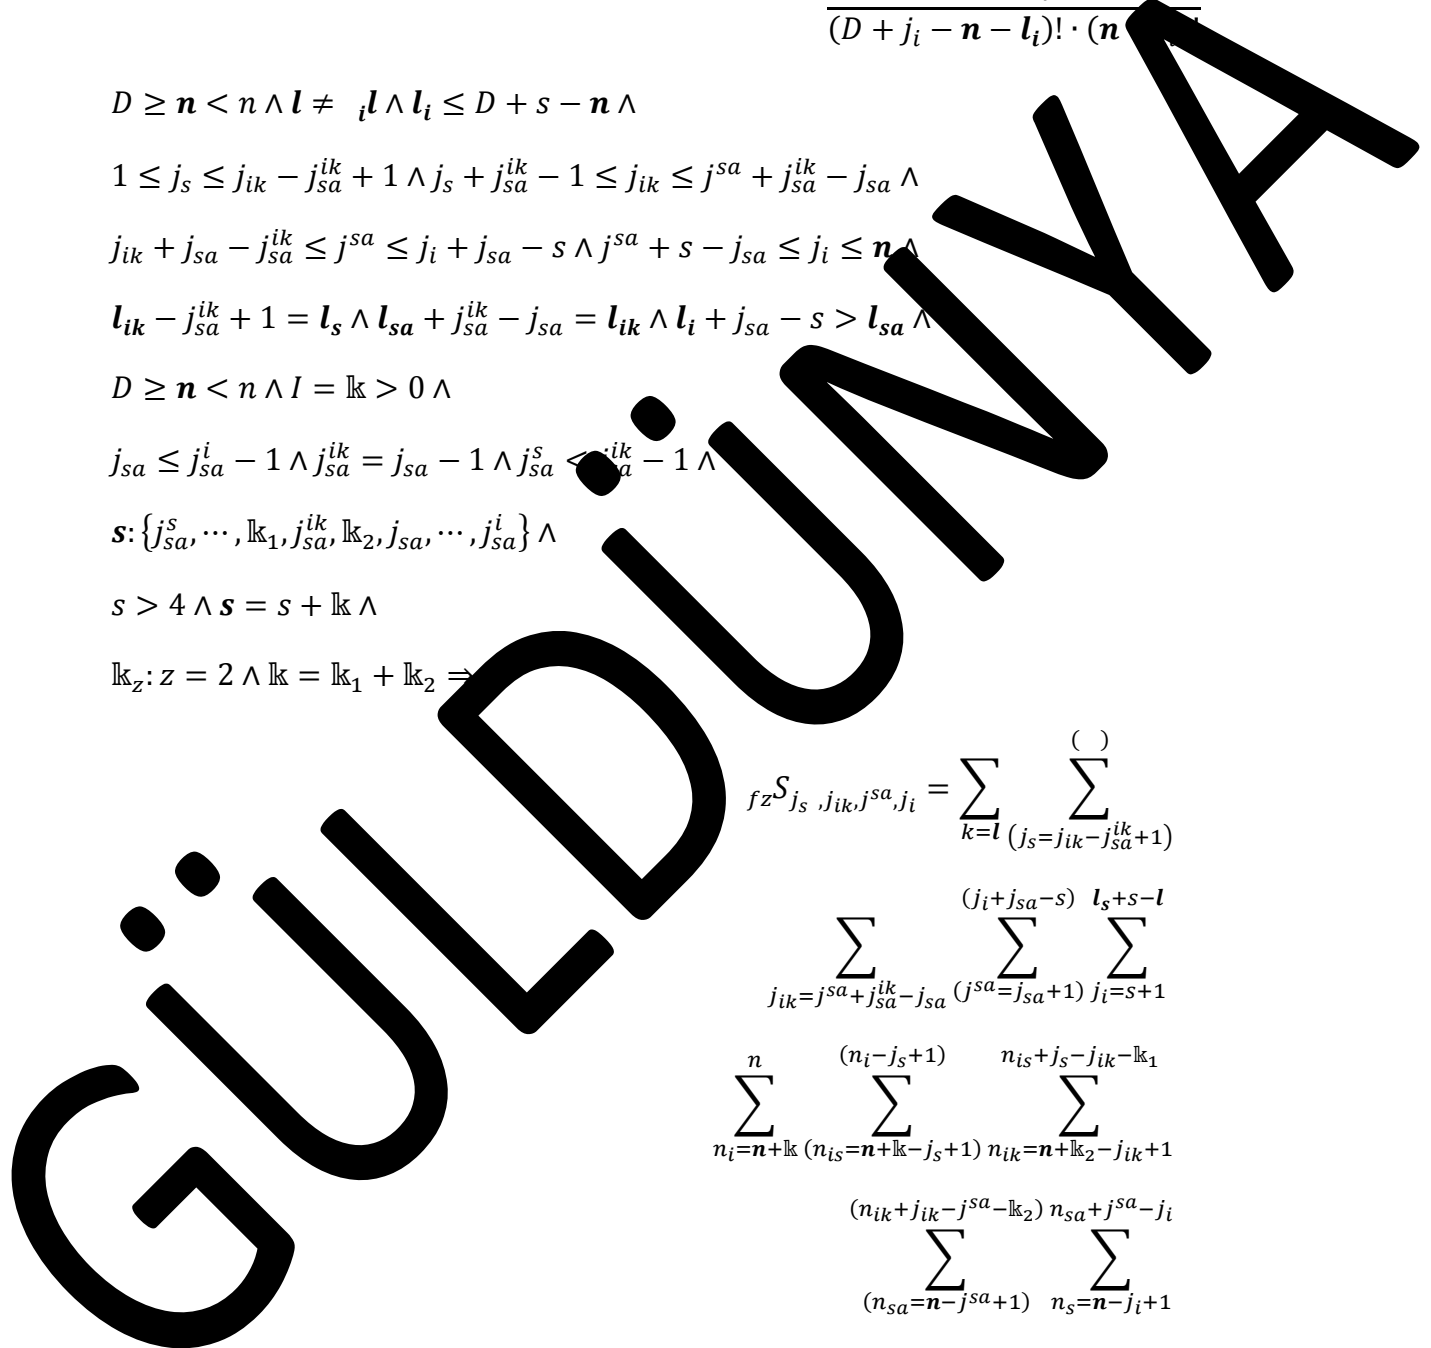 (D + j_i − n − l_i)! · (n
D ≥ n < n ∧ l ≠ _il ∧ l_i ≤ D + s − n ∧
1 ≤ j_s ≤ j_ik − j_sa^ik + 1 ∧ j_s + j_sa^ik − 1 ≤ j_ik ≤ j^sa + j_sa^ik − j_sa ∧
j_ik + j_sa − j_sa^ik ≤ j^sa ≤ j_i + j_sa − s ∧ j^sa + s − j_sa ≤ j_i ≤ n ∧
l_ik − j_sa^ik + 1 = l_s ∧ l_sa + j_sa^ik − j_sa = l_ik ∧ l_i + j_sa − s > l_sa ∧
D ≥ n < n ∧ I = 𝕜 > 0 ∧
j_sa ≤ j_sa^i − 1 ∧ j_sa^ik = j_sa − 1 ∧ j_sa^s < j_sa^ik − 1 ∧
s: {j_sa^s, ⋯ , 𝕜_1, j_sa^ik, 𝕜_2, j_sa, ⋯ , j_sa^i} ∧
s > 4 ∧ s = s + 𝕜 ∧
𝕜_z: z = 2 ∧ 𝕜 = 𝕜_1 + 𝕜_2 ⇒
_fzS_{j_s ,j_ik,j^sa,j_i} = ∑_{k=l} ∑_{(j_s=j_ik−j_sa^ik+1)}^{( )}
∑_{j_ik=j^sa+j_sa^ik−j_sa} ∑_{(j^sa=j_sa+1)}^{(j_i+j_sa−s)} ∑_{j_i=s+1}^{l_s+s−l}
∑_{n_i=n+𝕜}^{n} ∑_{(n_is=n+𝕜−j_s+1)}^{(n_i−j_s+1)} ∑_{n_ik=n+𝕜_2−j_ik+1}^{n_is+j_s−j_ik−𝕜_1}
∑_{(n_sa=n−j^sa+1)}^{(n_ik+j_ik−j^sa−𝕜_2)} ∑_{n_s=n−j_i+1}^{n_sa+j^sa−j_i}
GÜLDÜNYA